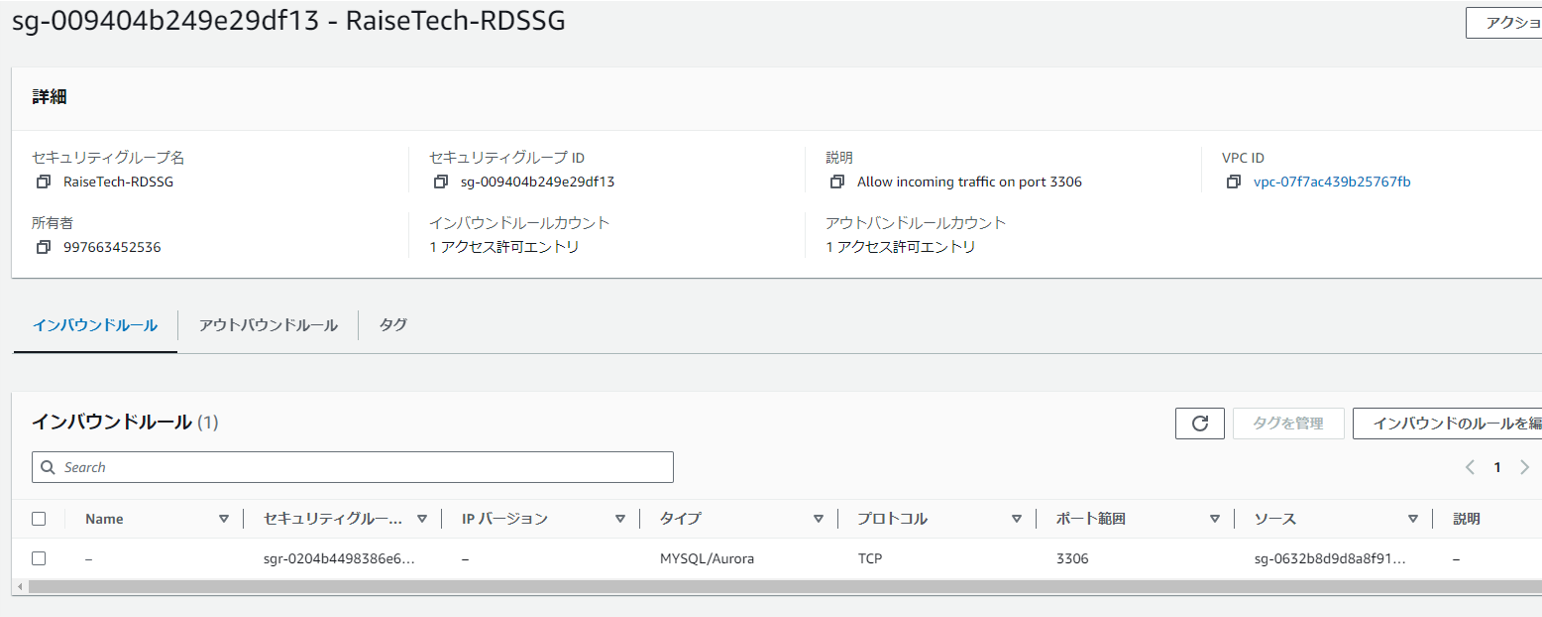 sg-009404b249e29df13 - RaiseTech-RDSSG
アクショ
詳細
セキュリティグループ名
RaiseTech-RDSSG
セキュリティグループ ID
sg-009404b249e29df13
説明
Allow incoming traffic on port 3306
VPC ID
vpc-07f7ac439b25767fb
所有者
997663452536
インバウンドルールカウント
1 アクセス許可エントリ
アウトバンドルールカウント
1 アクセス許可エントリ
インバウンドルール アウトバウンドルール タグ
インバウンドルール (1)
タグを管理 インバウンドのルールを編
Search
1
Name セキュリティグルー... IP バージョン タイプ プロトコル ポート範囲 ソース 説明
– sgr-0204b4498386e6... – MYSQL/Aurora TCP 3306 sg-0632b8d9d8a8f91... –